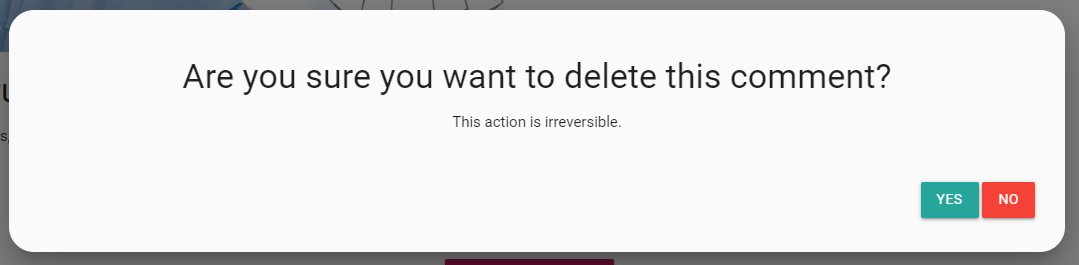 Are you sure you want to delete this comment?
This action is irreversible.
YES NO